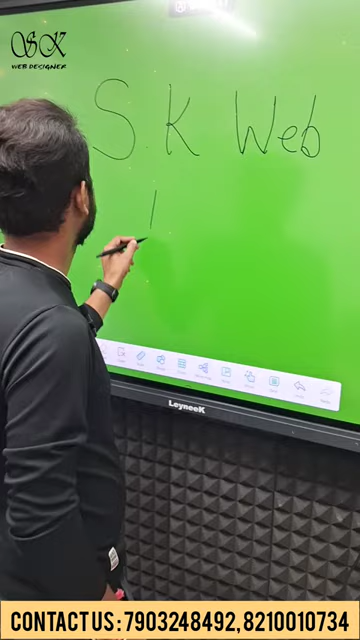 SK
WEB DESIGNER
S K Web
LeyneeK
CONTACT US : 7903248492, 8210010734